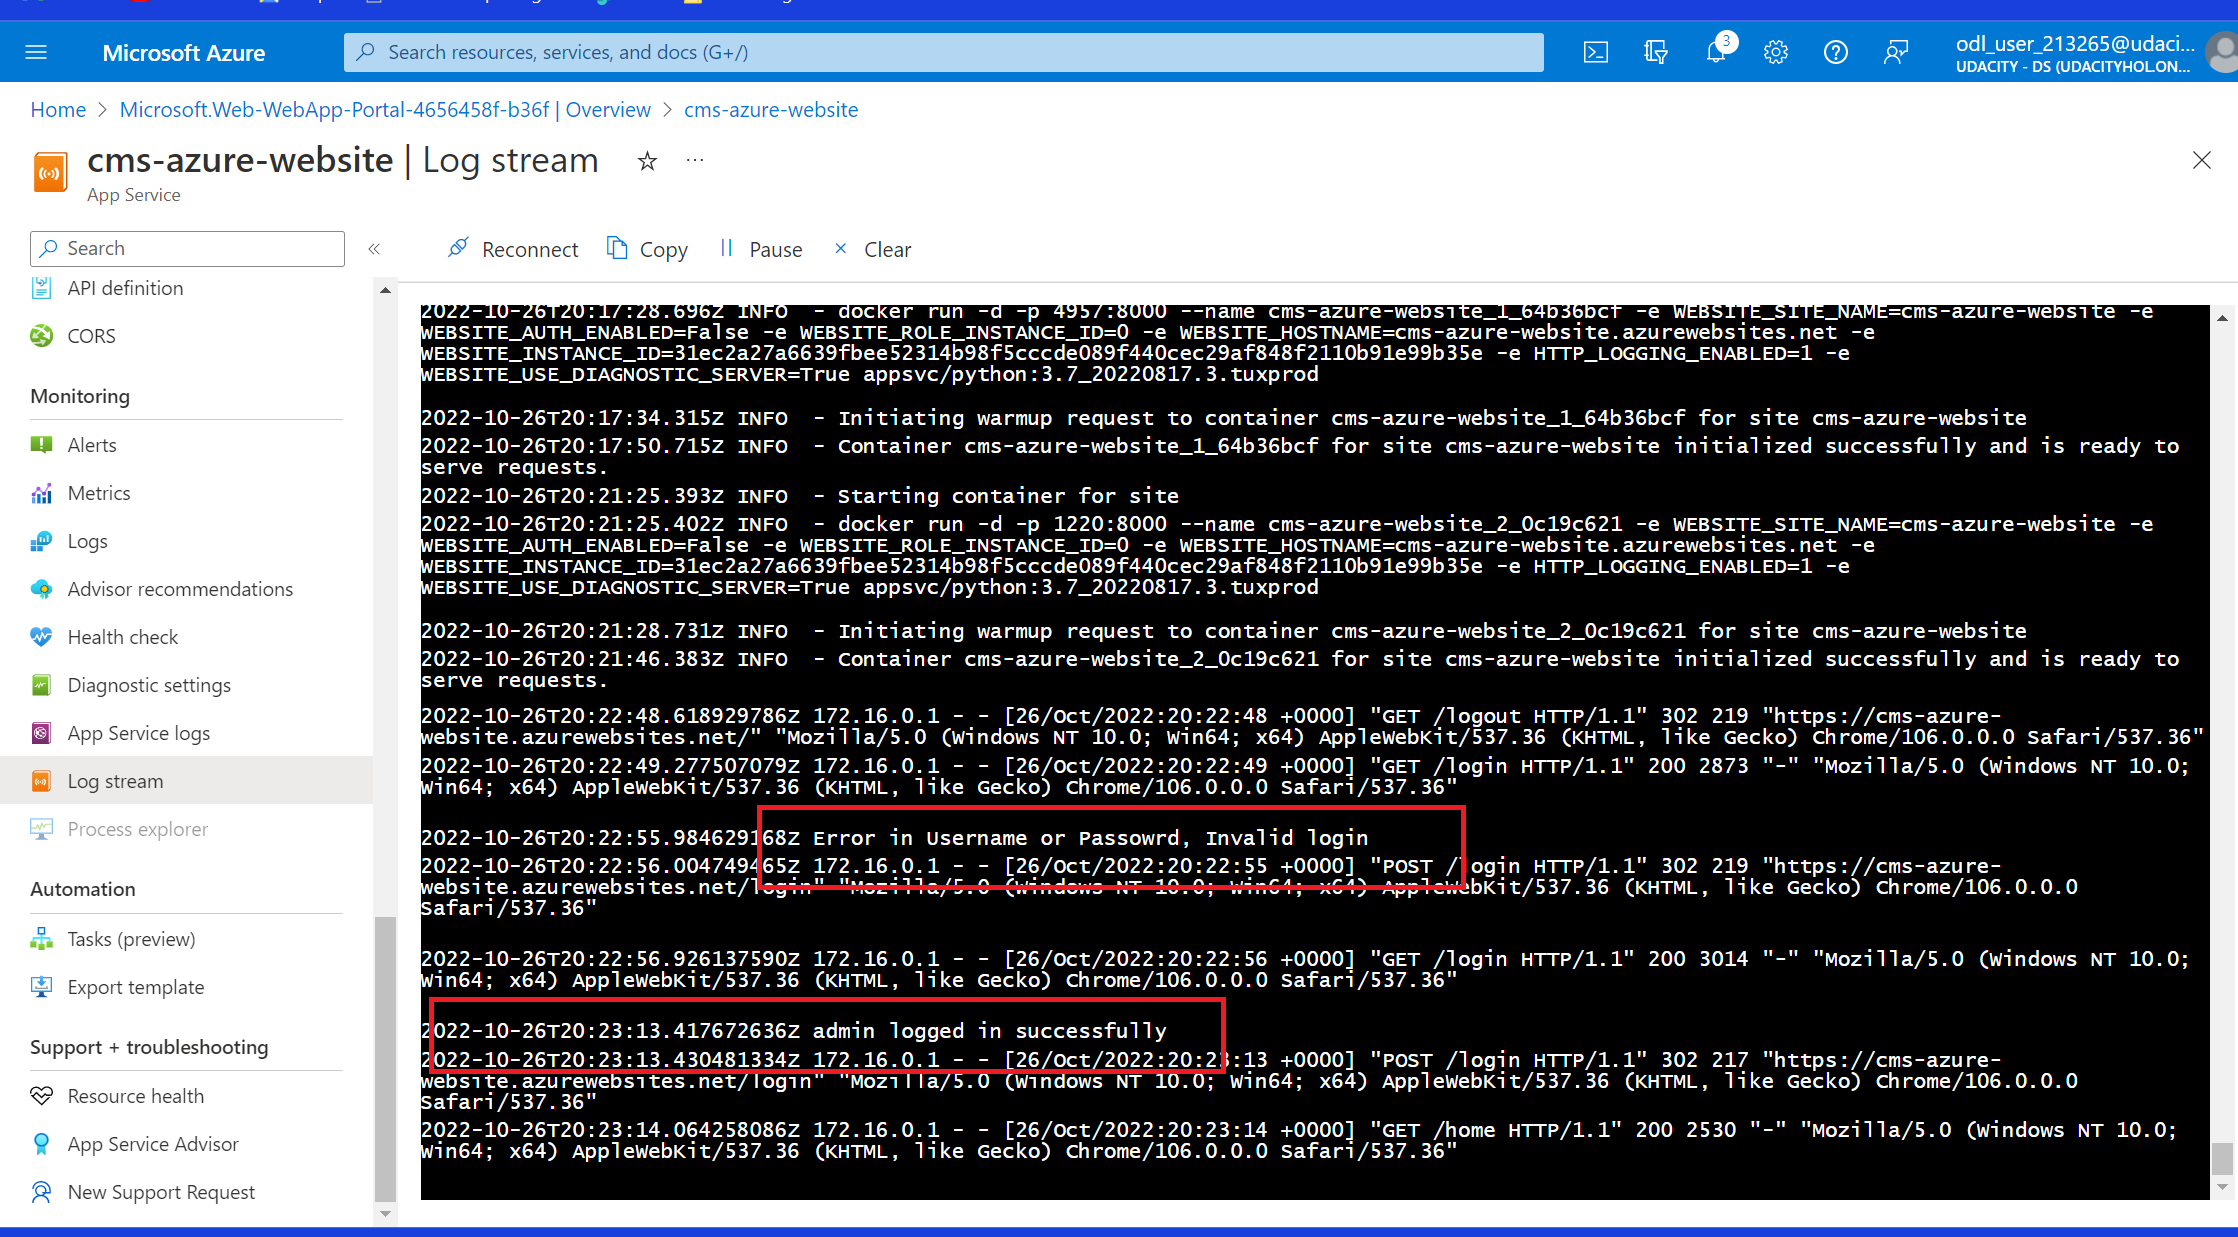 Microsoft Azure
Search resources, services, and docs (G+/)
3
odl_user_213265@udaci...
UDACITY - DS (UDACITYHOL.ON...
Home > Microsoft.Web-WebApp-Portal-4656458f-b36f | Overview > cms-azure-website
cms-azure-website | Log stream
App Service
Search
«
Reconnect
Copy
Pause
Clear
API definition
CORS
Monitoring
Alerts
Metrics
Logs
Advisor recommendations
Health check
Diagnostic settings
App Service logs
Log stream
Process explorer
Automation
Tasks (preview)
Export template
Support + troubleshooting
Resource health
App Service Advisor
New Support Request
2022-10-26T20:17:28.696Z INFO  - docker run -d -p 4957:8000 --name cms-azure-website_1_64b36bcf -e WEBSITE_SITE_NAME=cms-azure-website -e
WEBSITE_AUTH_ENABLED=False -e WEBSITE_ROLE_INSTANCE_ID=0 -e WEBSITE_HOSTNAME=cms-azure-website.azurewebsites.net -e
WEBSITE_INSTANCE_ID=31ec2a27a6639fbee52314b98f5cccde089f440cec29af848f2110b91e99b35e -e HTTP_LOGGING_ENABLED=1 -e
WEBSITE_USE_DIAGNOSTIC_SERVER=True appsvc/python:3.7_20220817.3.tuxprod
2022-10-26T20:17:34.315Z INFO  - Initiating warmup request to container cms-azure-website_1_64b36bcf for site cms-azure-website
2022-10-26T20:17:50.715Z INFO  - Container cms-azure-website_1_64b36bcf for site cms-azure-website initialized successfully and is ready to
serve requests.
2022-10-26T20:21:25.393Z INFO  - Starting container for site
2022-10-26T20:21:25.402Z INFO  - docker run -d -p 1220:8000 --name cms-azure-website_2_0c19c621 -e WEBSITE_SITE_NAME=cms-azure-website -e
WEBSITE_AUTH_ENABLED=False -e WEBSITE_ROLE_INSTANCE_ID=0 -e WEBSITE_HOSTNAME=cms-azure-website.azurewebsites.net -e
WEBSITE_INSTANCE_ID=31ec2a27a6639fbee52314b98f5cccde089f440cec29af848f2110b91e99b35e -e HTTP_LOGGING_ENABLED=1 -e
WEBSITE_USE_DIAGNOSTIC_SERVER=True appsvc/python:3.7_20220817.3.tuxprod
2022-10-26T20:21:28.731Z INFO  - Initiating warmup request to container cms-azure-website_2_0c19c621 for site cms-azure-website
2022-10-26T20:21:46.383Z INFO  - Container cms-azure-website_2_0c19c621 for site cms-azure-website initialized successfully and is ready to
serve requests.
2022-10-26T20:22:48.618929786Z 172.16.0.1 - - [26/Oct/2022:20:22:48 +0000] "GET /logout HTTP/1.1" 302 219 "https://cms-azure-
website.azurewebsites.net/" "Mozilla/5.0 (Windows NT 10.0; Win64; x64) AppleWebKit/537.36 (KHTML, like Gecko) Chrome/106.0.0.0 Safari/537.36"
2022-10-26T20:22:49.277507079Z 172.16.0.1 - - [26/Oct/2022:20:22:49 +0000] "GET /login HTTP/1.1" 200 2873 "-" "Mozilla/5.0 (Windows NT 10.0;
Win64; x64) AppleWebKit/537.36 (KHTML, like Gecko) Chrome/106.0.0.0 Safari/537.36"
2022-10-26T20:22:55.984629168Z Error in Username or Passowrd, Invalid login
2022-10-26T20:22:56.004749465Z 172.16.0.1 - - [26/Oct/2022:20:22:55 +0000] "POST /login HTTP/1.1" 302 219 "https://cms-azure-
website.azurewebsites.net/login" "Mozilla/5.0 (Windows NT 10.0; Win64; x64) AppleWebKit/537.36 (KHTML, like Gecko) Chrome/106.0.0.0
Safari/537.36"
2022-10-26T20:22:56.926137590Z 172.16.0.1 - - [26/Oct/2022:20:22:56 +0000] "GET /login HTTP/1.1" 200 3014 "-" "Mozilla/5.0 (Windows NT 10.0;
Win64; x64) AppleWebKit/537.36 (KHTML, like Gecko) Chrome/106.0.0.0 Safari/537.36"
2022-10-26T20:23:13.417672636Z admin logged in successfully
2022-10-26T20:23:13.430481334Z 172.16.0.1 - - [26/Oct/2022:20:23:13 +0000] "POST /login HTTP/1.1" 302 217 "https://cms-azure-
website.azurewebsites.net/login" "Mozilla/5.0 (Windows NT 10.0; Win64; x64) AppleWebKit/537.36 (KHTML, like Gecko) Chrome/106.0.0.0
Safari/537.36"
2022-10-26T20:23:14.064258086Z 172.16.0.1 - - [26/Oct/2022:20:23:14 +0000] "GET /home HTTP/1.1" 200 2530 "-" "Mozilla/5.0 (Windows NT 10.0;
Win64; x64) AppleWebKit/537.36 (KHTML, like Gecko) Chrome/106.0.0.0 Safari/537.36"